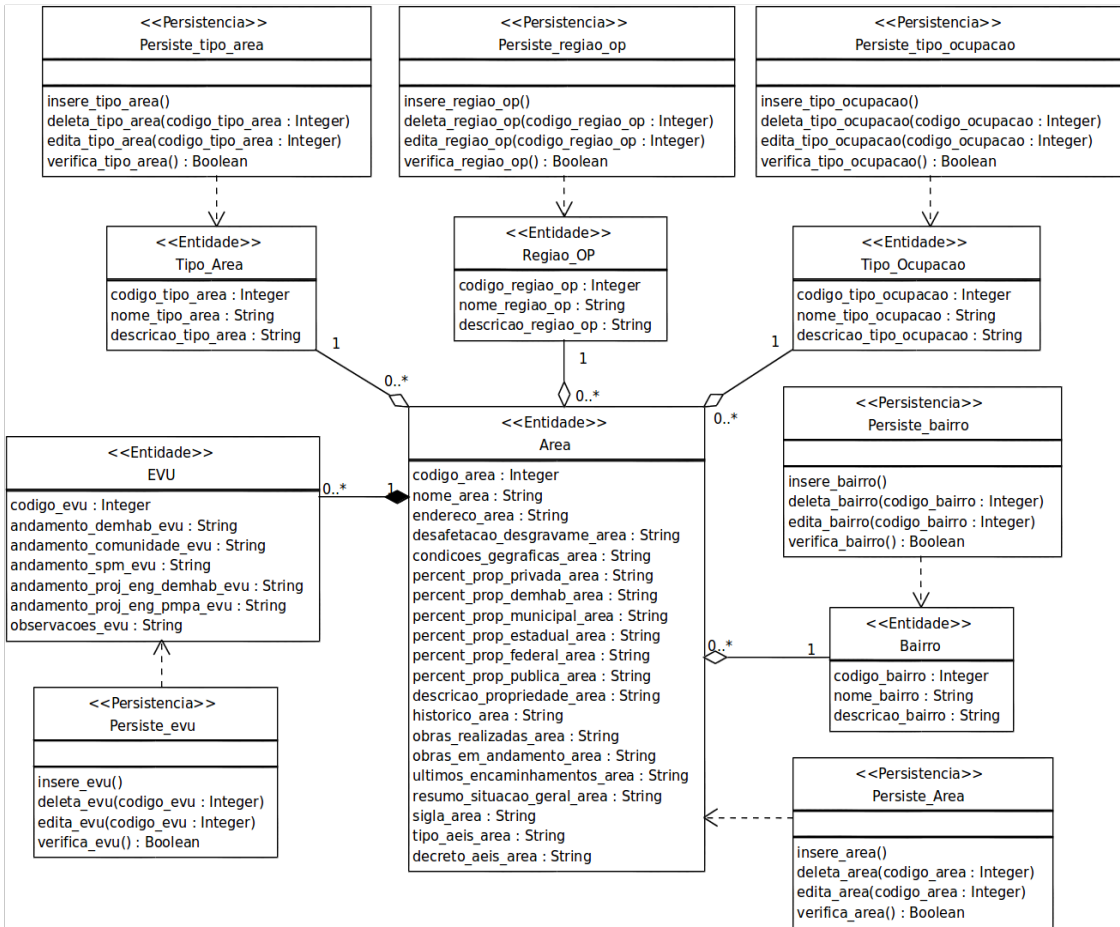 <<Persistencia>>
Persiste_tipo_area
insere_tipo_area()
deleta_tipo_area(codigo_tipo_area : Integer)
edita_tipo_area(codigo_tipo_area : Integer)
verifica_tipo_area() : Boolean
<<Persistencia>>
Persiste_regiao_op
insere_regiao_op()
deleta_regiao_op(codigo_regiao_op : Integer)
edita_regiao_op(codigo_regiao_op : Integer)
verifica_regiao_op() : Boolean
<<Persistencia>>
Persiste_tipo_ocupacao
insere_tipo_ocupacao()
deleta_tipo_ocupacao(codigo_ocupacao : Integer)
edita_tipo_ocupacao(codigo_ocupacao : Integer)
verifica_tipo_ocupacao() : Boolean
<<Entidade>>
Tipo_Area
codigo_tipo_area : Integer
nome_tipo_area : String
descricao_tipo_area : String
<<Entidade>>
Regiao_OP
codigo_regiao_op : Integer
nome_regiao_op : String
descricao_regiao_op : String
<<Entidade>>
Tipo_Ocupacao
codigo_tipo_ocupacao : Integer
nome_tipo_ocupacao : String
descricao_tipo_ocupacao : String
1
0..*
1
0..*
1
0..*
<<Entidade>>
EVU
codigo_evu : Integer
andamento_demhab_evu : String
andamento_comunidade_evu : String
andamento_spm_evu : String
andamento_proj_eng_demhab_evu : String
andamento_proj_eng_pmpa_evu : String
observacoes_evu : String
0..*
1
<<Entidade>>
Area
codigo_area : Integer
nome_area : String
endereco_area : String
desafetacao_desgravame_area : String
condicoes_gegraficas_area : String
percent_prop_privada_area : String
percent_prop_demhab_area : String
percent_prop_municipal_area : String
percent_prop_estadual_area : String
percent_prop_federal_area : String
percent_prop_publica_area : String
descricao_propriedade_area : String
historico_area : String
obras_realizadas_area : String
obras_em_andamento_area : String
ultimos_encaminhamentos_area : String
resumo_situacao_geral_area : String
sigla_area : String
tipo_aeis_area : String
decreto_aeis_area : String
<<Persistencia>>
Persiste_bairro
insere_bairro()
deleta_bairro(codigo_bairro : Integer)
edita_bairro(codigo_bairro : Integer)
verifica_bairro() : Boolean
0..*
1
<<Entidade>>
Bairro
codigo_bairro : Integer
nome_bairro : String
descricao_bairro : String
<<Persistencia>>
Persiste_evu
insere_evu()
deleta_evu(codigo_evu : Integer)
edita_evu(codigo_evu : Integer)
verifica_evu() : Boolean
<<Persistencia>>
Persiste_Area
insere_area()
deleta_area(codigo_area : Integer)
edita_area(codigo_area : Integer)
verifica_area() : Boolean